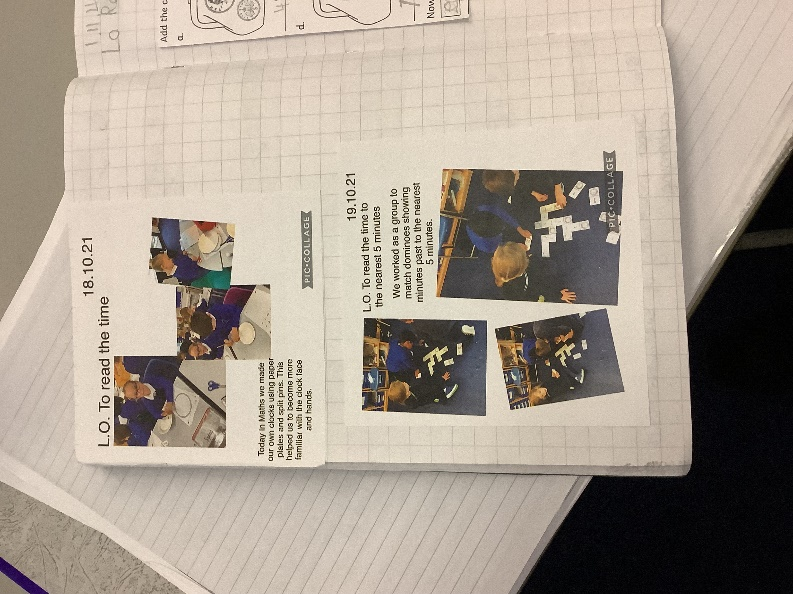 Lo
Add the c
a.
d.
Now
18.10.21
L.O. To read the time
Today in Maths we made
our own clocks using paper
plates and split pins. This
helped us to become more
familiar with the clock face
and hands.
PIC•COLLAGE
19.10.21
L.O. To read the time to
the nearest 5 minutes
We worked as a group to
match dominoes showing
minutes past to the nearest
5 minutes.
PIC•COLLAGE